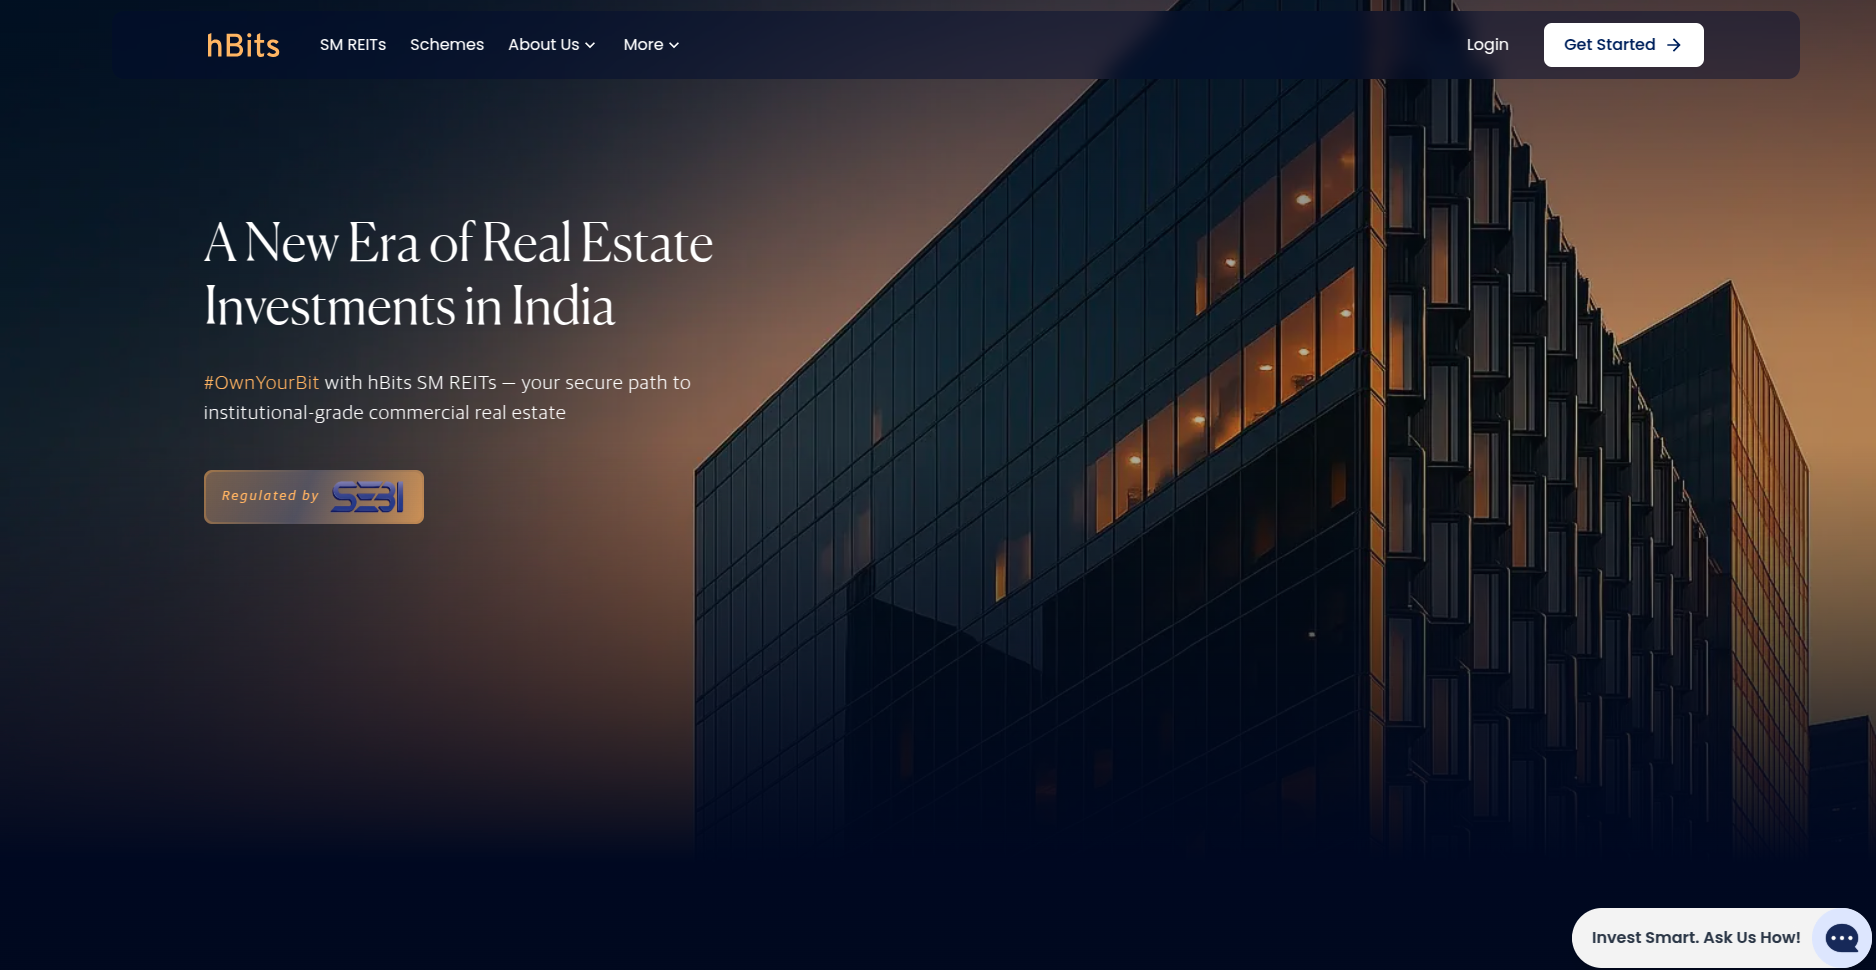 hBits
SM REITs
Schemes
About Us
More
Login
Get Started
A New Era of Real Estate
Investments in India
#OwnYourBit with hBits SM REITs – your secure path to
institutional-grade commercial real estate
Regulated by SEBI
Invest Smart. Ask Us How!